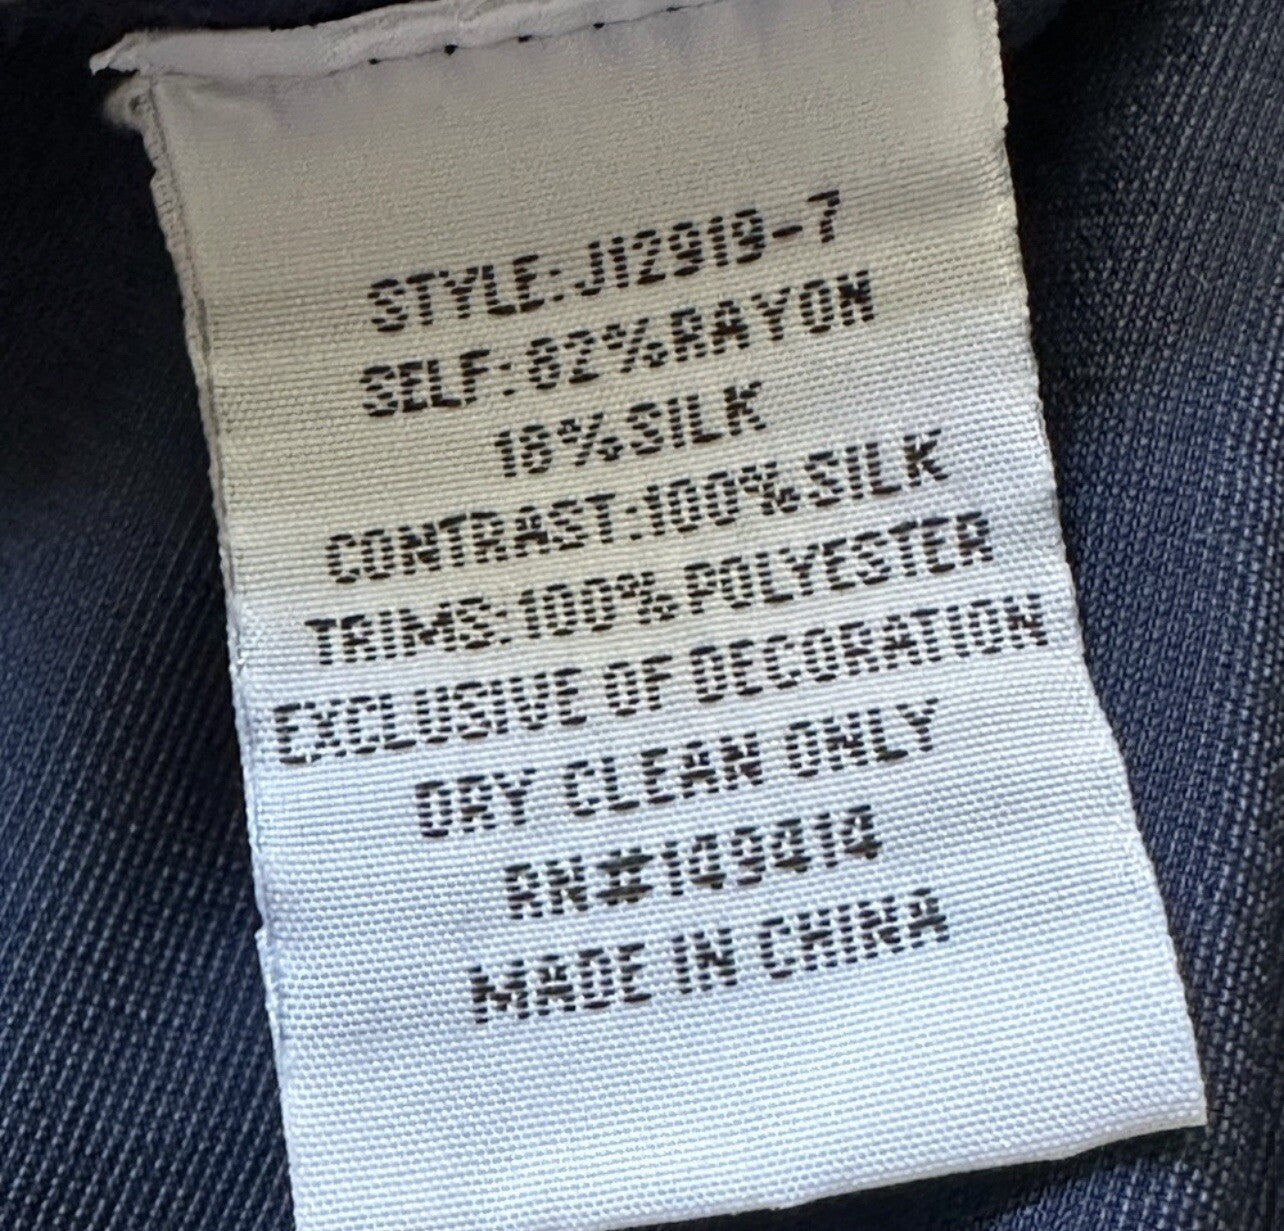 STYLE:J12919-7
SELF:82%RAYON
18%SILK
CONTRAST:100%SILK
TRIMS:100%POLYESTER
EXCLUSIVE OF DECORATION
DRY CLEAN ONLY
RN#149414
MADE IN CHINA